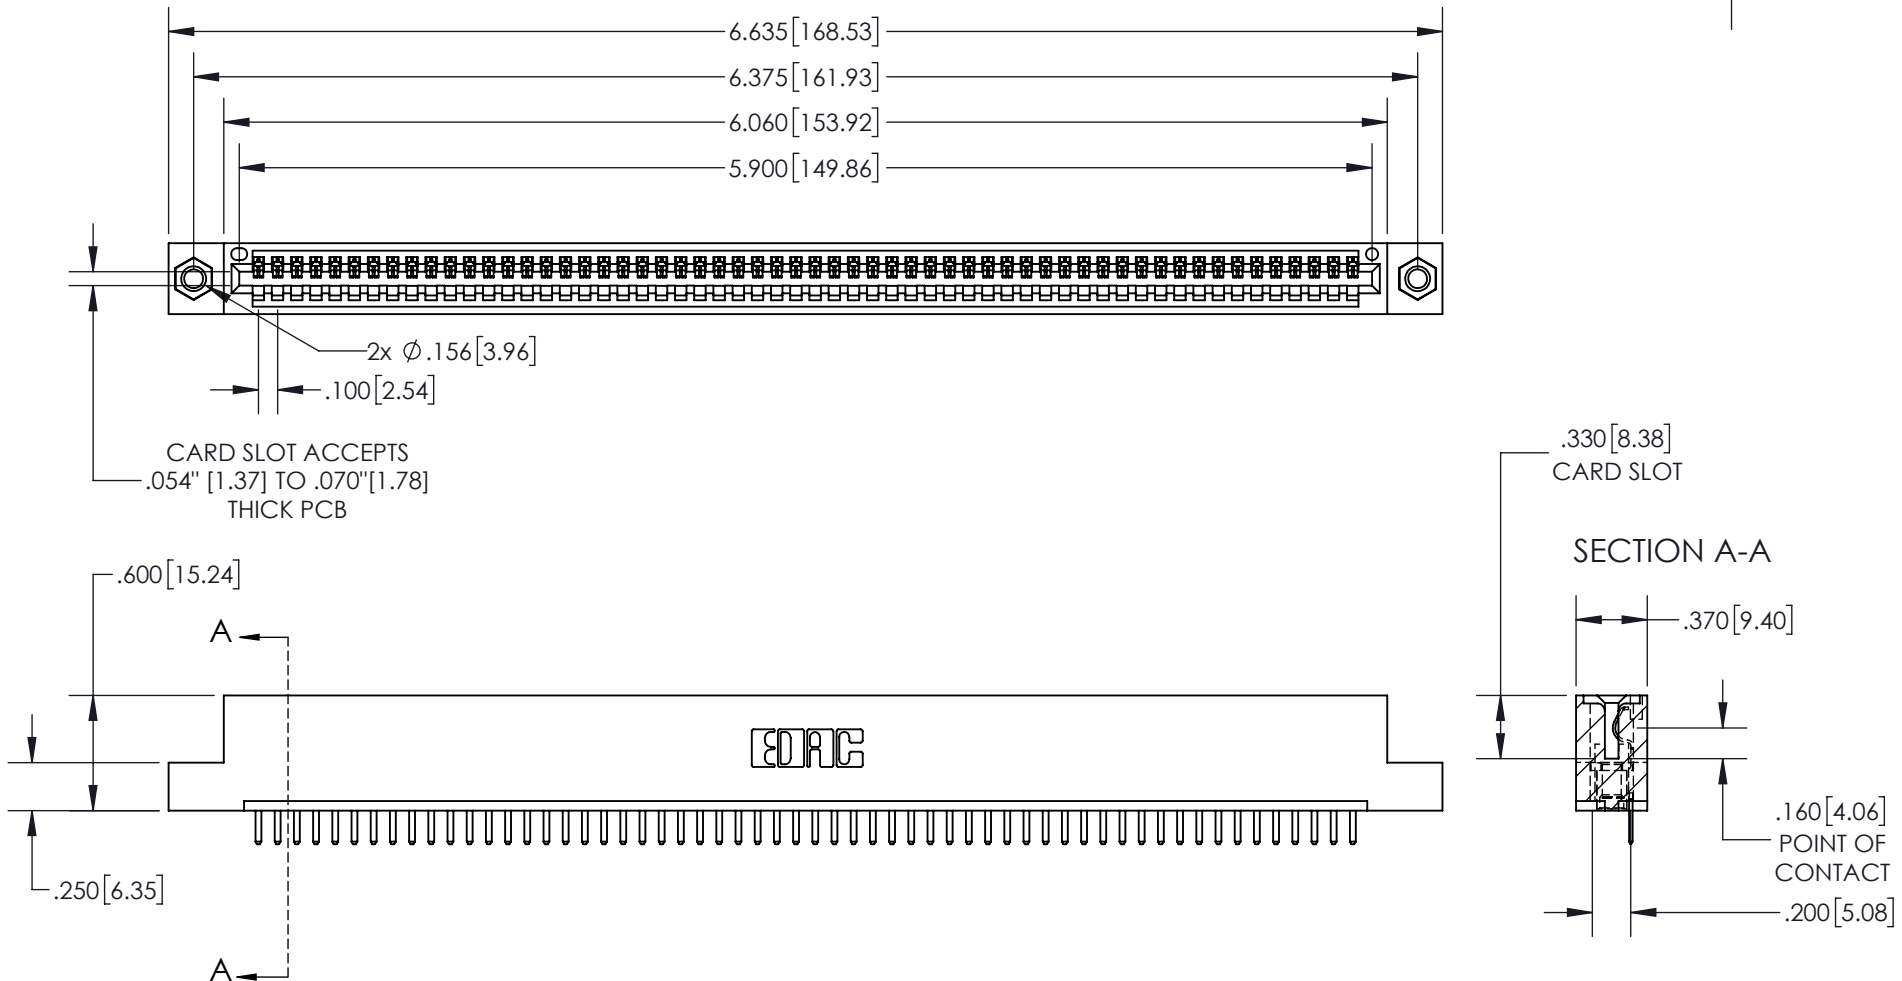 6.635[168.53]
6.375[161.93]
6.060[153.92]
5.900[149.86]
2x Ø.156[3.96]
.100[2.54]
CARD SLOT ACCEPTS
.054" [1.37] TO .070"[1.78]
THICK PCB
.330[8.38]
CARD SLOT
SECTION A-A
.600[15.24]
.370[9.40]
A
EDAC
.160[4.06]
POINT OF
CONTACT
.250[6.35]
.200[5.08]
A